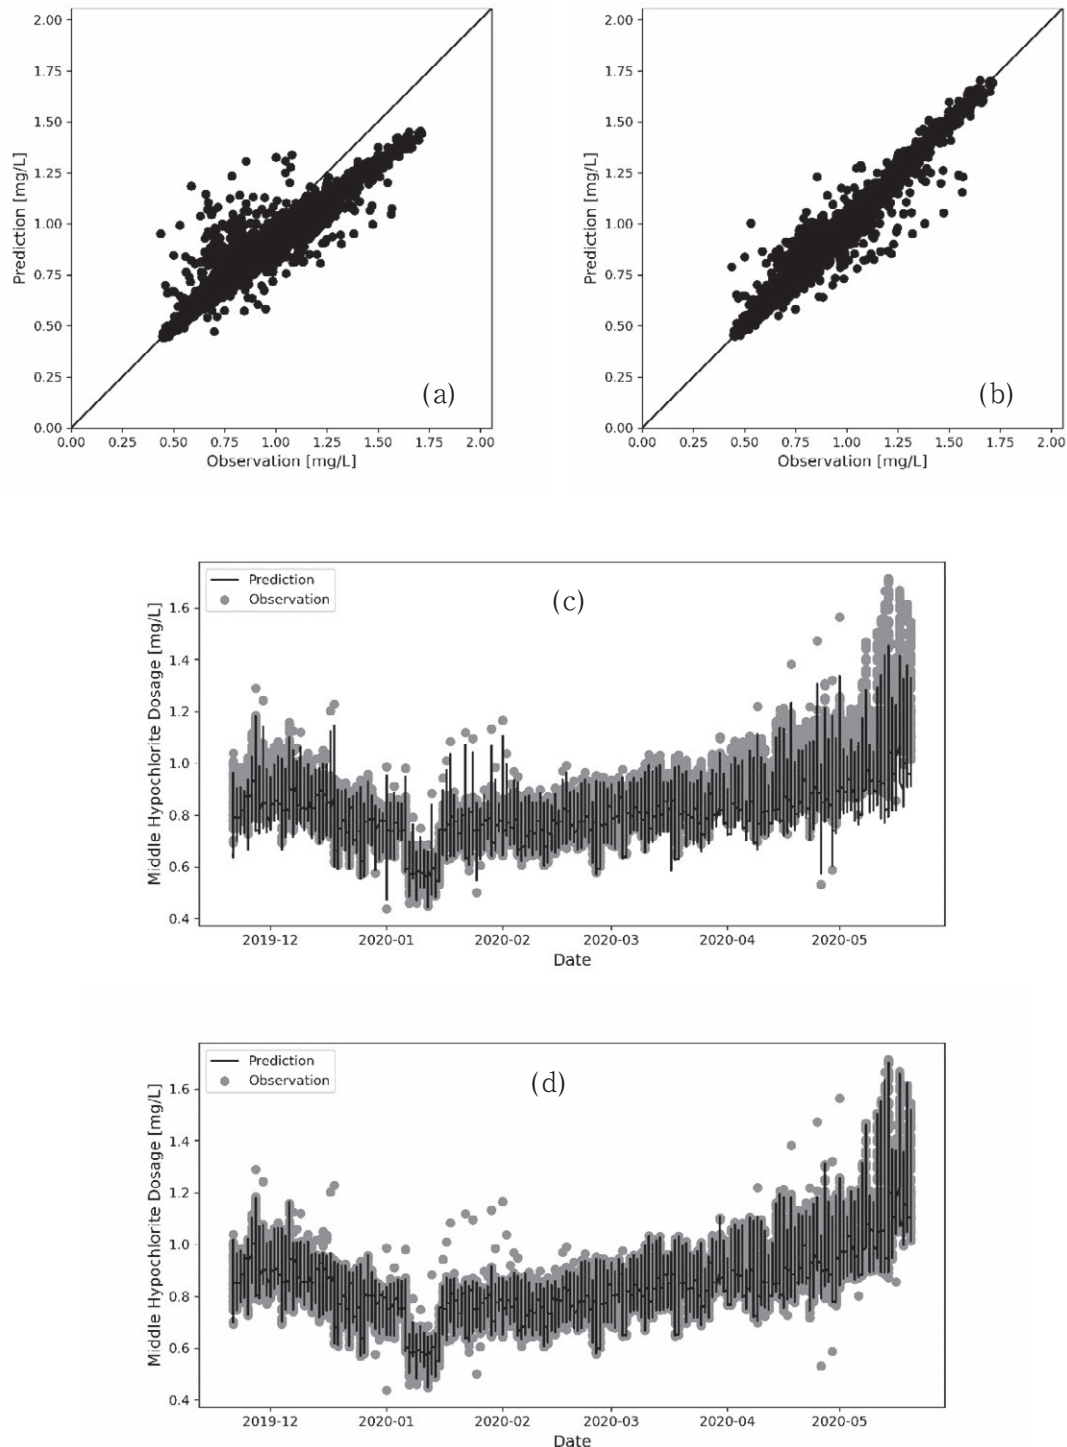 2.00
1.75
1.50
1.25
1.00
0.75
0.50
0.25
0.00
Prediction [mg/L]
0.00 0.25 0.50 0.75 1.00 1.25 1.50 1.75 2.00
Observation [mg/L]
(a)
2.00
1.75
1.50
1.25
1.00
0.75
0.50
0.25
0.00
Prediction [mg/L]
0.00 0.25 0.50 0.75 1.00 1.25 1.50 1.75 2.00
Observation [mg/L]
(b)
Prediction
Observation
(c)
1.6
1.4
1.2
1.0
0.8
0.6
0.4
Middle Hypochlorite Dosage [mg/L]
2019-12 2020-01 2020-02 2020-03 2020-04 2020-05
Date
Prediction
Observation
(d)
1.6
1.4
1.2
1.0
0.8
0.6
0.4
Middle Hypochlorite Dosage [mg/L]
2019-12 2020-01 2020-02 2020-03 2020-04 2020-05
Date